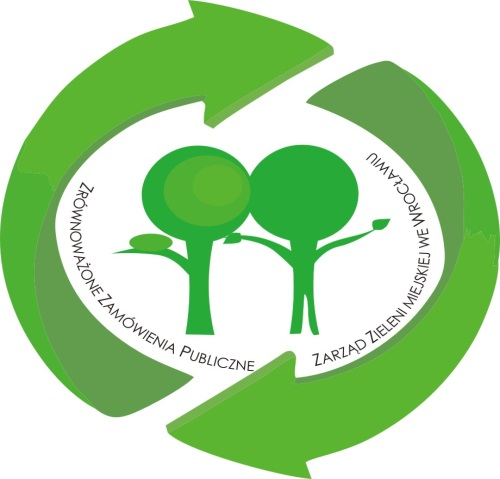 ZRÓWNOWAŻONE ZAMÓWIENIA PUBLICZNE
ZARZĄD ZIELENI MIEJSKIEJ WE WROCŁAWIU